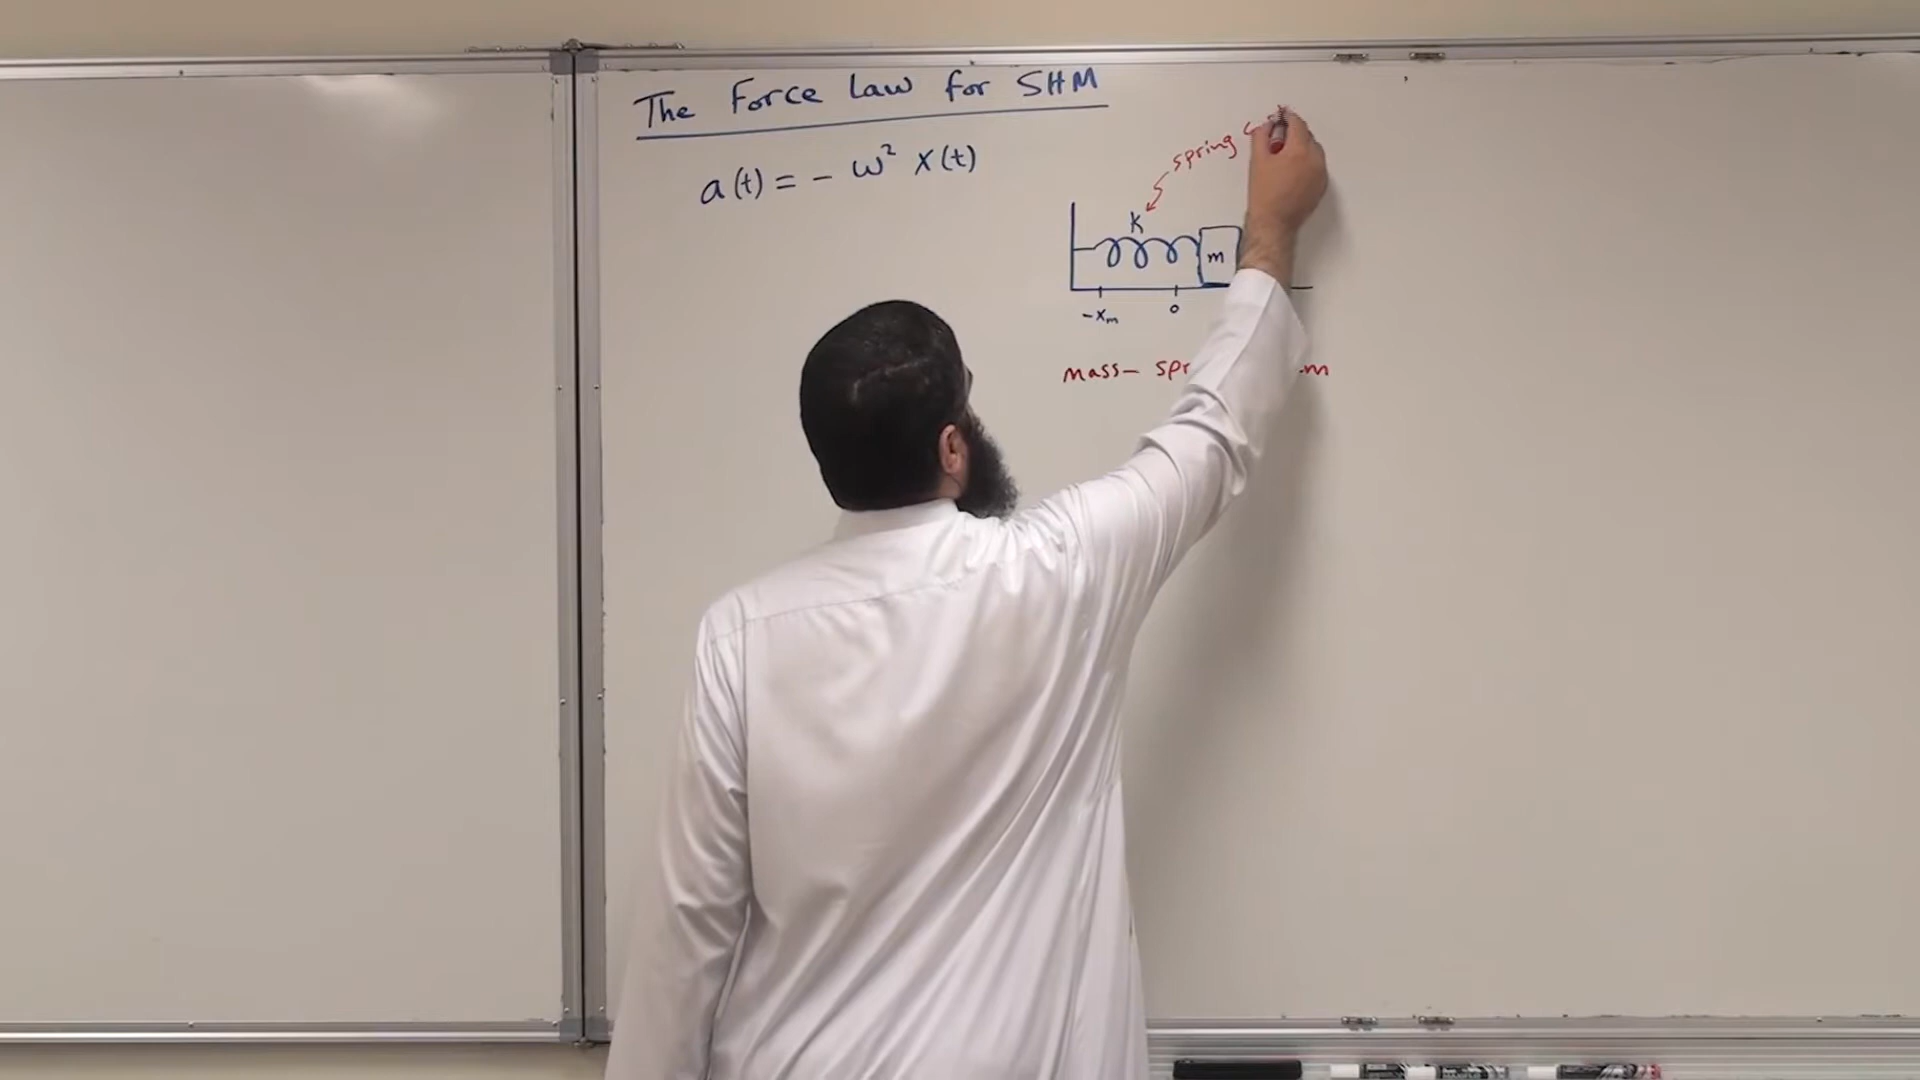 The Force Law for SHM
a(t) = - ω² x(t)
spring
K
m
-xm
0
mass-